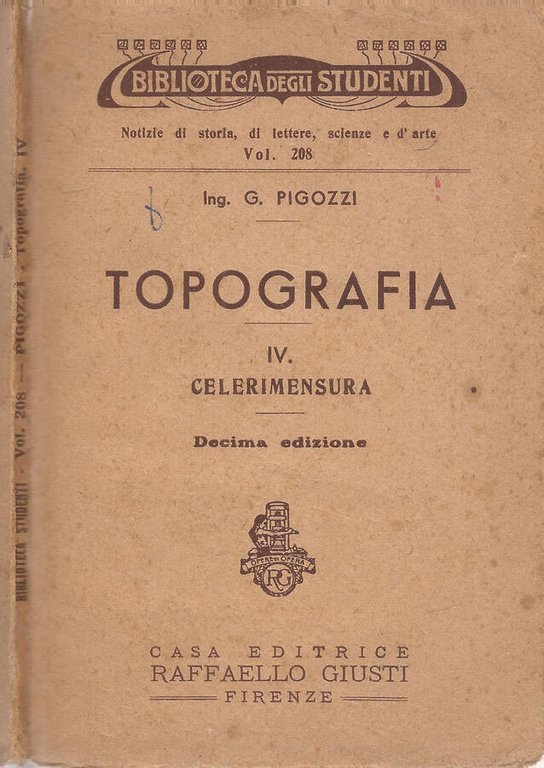 BIBLIOTECA DEGLI STUDENTI
Notizie di storia, di lettere, scienze e d'arte
Vol. 208
Ing. G. PIGOZZI
TOPOGRAFIA
IV.
CELERIMENSURA
Decima edizione
RG
CASA EDITRICE
RAFFAELLO GIUSTI
FIRENZE
BIBLIOTECA STUDENTI - Vol. 208 — PIGOZZI . Topografia. IV